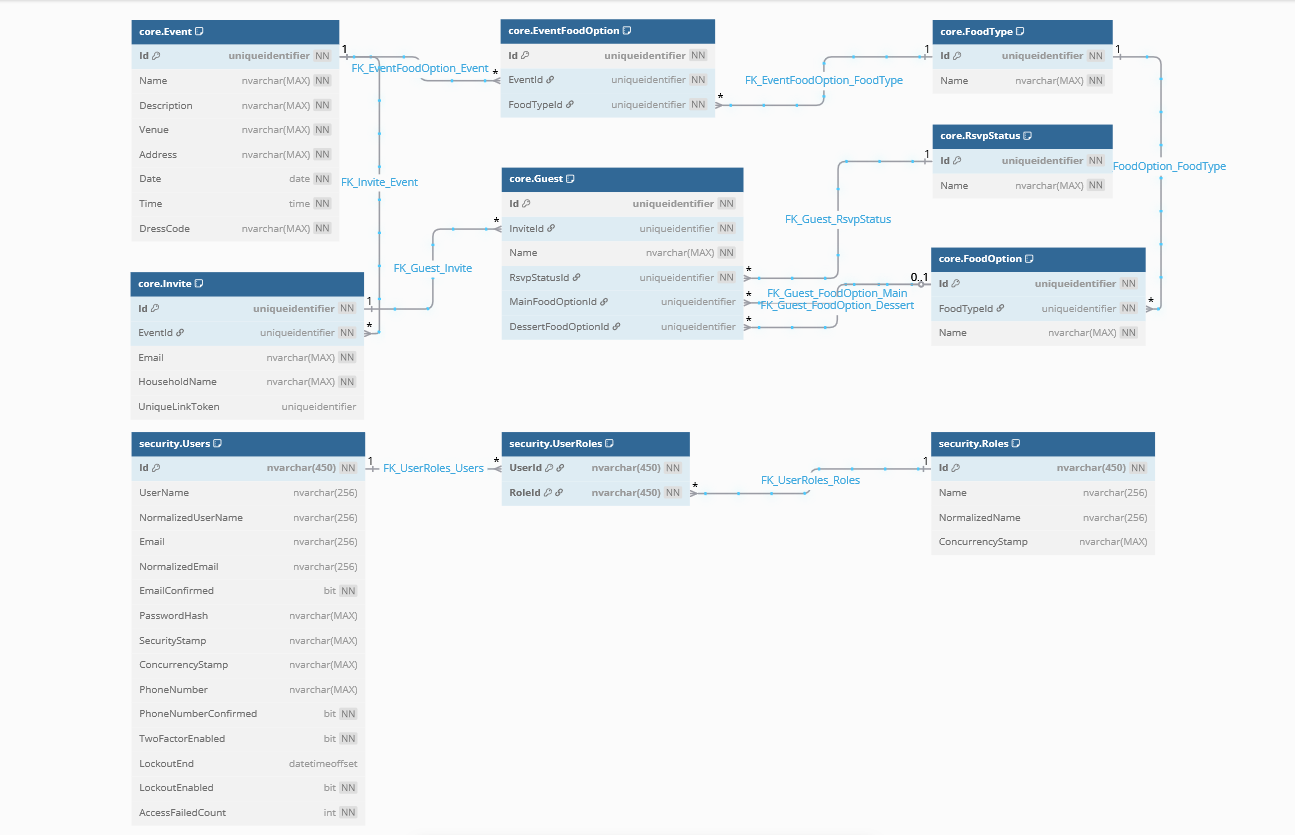 core.Event
Id uniqueidentifier NN
Name nvarchar(MAX) NN
Description nvarchar(MAX) NN
Venue nvarchar(MAX) NN
Address nvarchar(MAX) NN
Date date NN
Time time NN
DressCode nvarchar(MAX) NN
1
FK_EventFoodOption_Event
*
core.EventFoodOption
Id uniqueidentifier NN
EventId uniqueidentifier NN
FoodTypeId uniqueidentifier NN
*
FK_EventFoodOption_FoodType
1
core.FoodType
Id uniqueidentifier NN
Name nvarchar(MAX) NN
1
core.RsvpStatus
Id uniqueidentifier NN
Name nvarchar(MAX) NN
1
FoodOption_FoodType
FK_Invite_Event
core.Guest
Id uniqueidentifier NN
InviteId uniqueidentifier NN
Name nvarchar(MAX) NN
RsvpStatusId uniqueidentifier NN
MainFoodOptionId uniqueidentifier
DessertFoodOptionId uniqueidentifier
*
FK_Guest_Invite
FK_Guest_RsvpStatus
*
*
*
FK_Guest_FoodOption_Main
FK_Guest_FoodOption_Dessert
0..1
core.FoodOption
Id uniqueidentifier NN
FoodTypeId uniqueidentifier NN
Name nvarchar(MAX) NN
*
core.Invite
Id uniqueidentifier NN
EventId uniqueidentifier NN
Email nvarchar(MAX) NN
HouseholdName nvarchar(MAX) NN
UniqueLinkToken uniqueidentifier
1
*
security.Users
Id nvarchar(450) NN
UserName nvarchar(256)
NormalizedUserName nvarchar(256)
Email nvarchar(256)
NormalizedEmail nvarchar(256)
EmailConfirmed bit NN
PasswordHash nvarchar(MAX)
SecurityStamp nvarchar(MAX)
ConcurrencyStamp nvarchar(MAX)
PhoneNumber nvarchar(MAX)
PhoneNumberConfirmed bit NN
TwoFactorEnabled bit NN
LockoutEnd datetimeoffset
LockoutEnabled bit NN
AccessFailedCount int NN
1
FK_UserRoles_Users
*
security.UserRoles
UserId nvarchar(450) NN
RoleId nvarchar(450) NN
*
FK_UserRoles_Roles
1
security.Roles
Id nvarchar(450) NN
Name nvarchar(256)
NormalizedName nvarchar(256)
ConcurrencyStamp nvarchar(MAX)